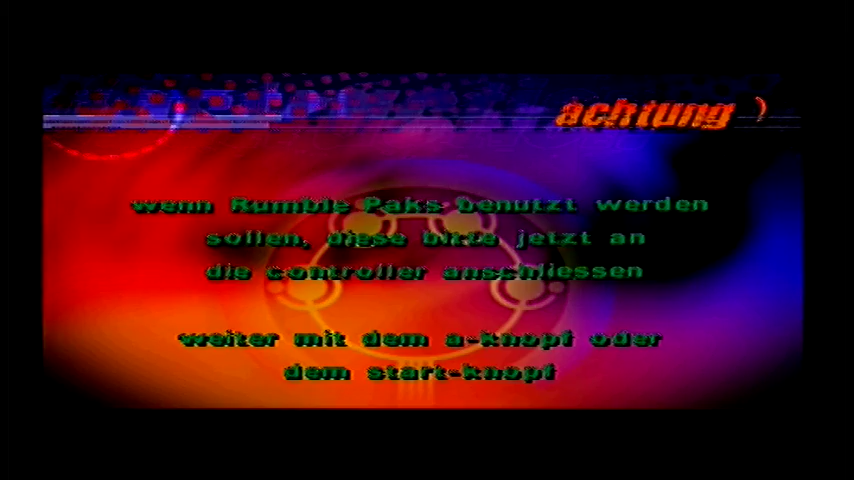 achtung
wenn Rumble Paks benutzt werden
sollen, diese bitte jetzt an
die controller anschliessen
weiter mit dem a-knopf oder
dem start-knopf